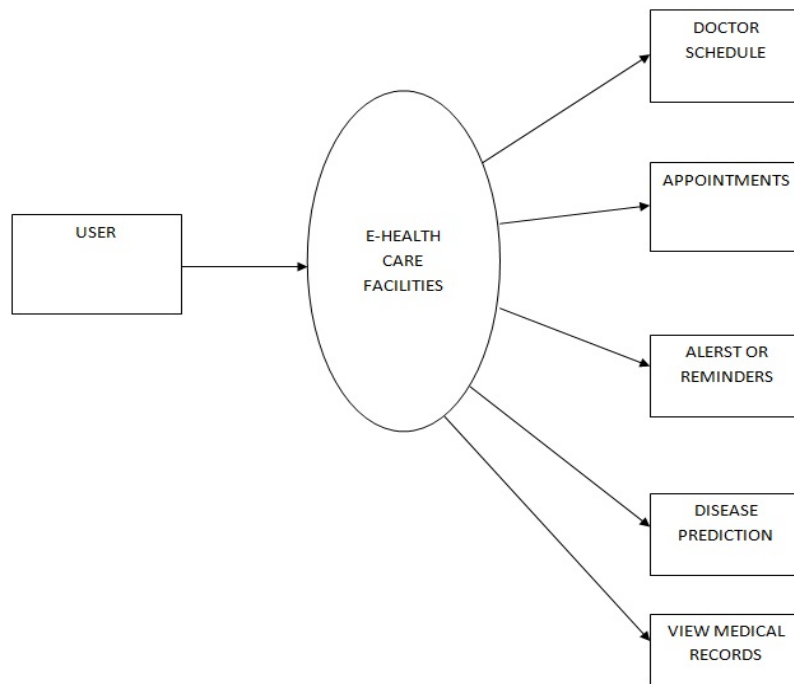 DOCTOR
SCHEDULE
APPOINTMENTS
USER
E-HEALTH
CARE
FACILITIES
ALERST OR
REMINDERS
DISEASE
PREDICTION
VIEW MEDICAL
RECORDS